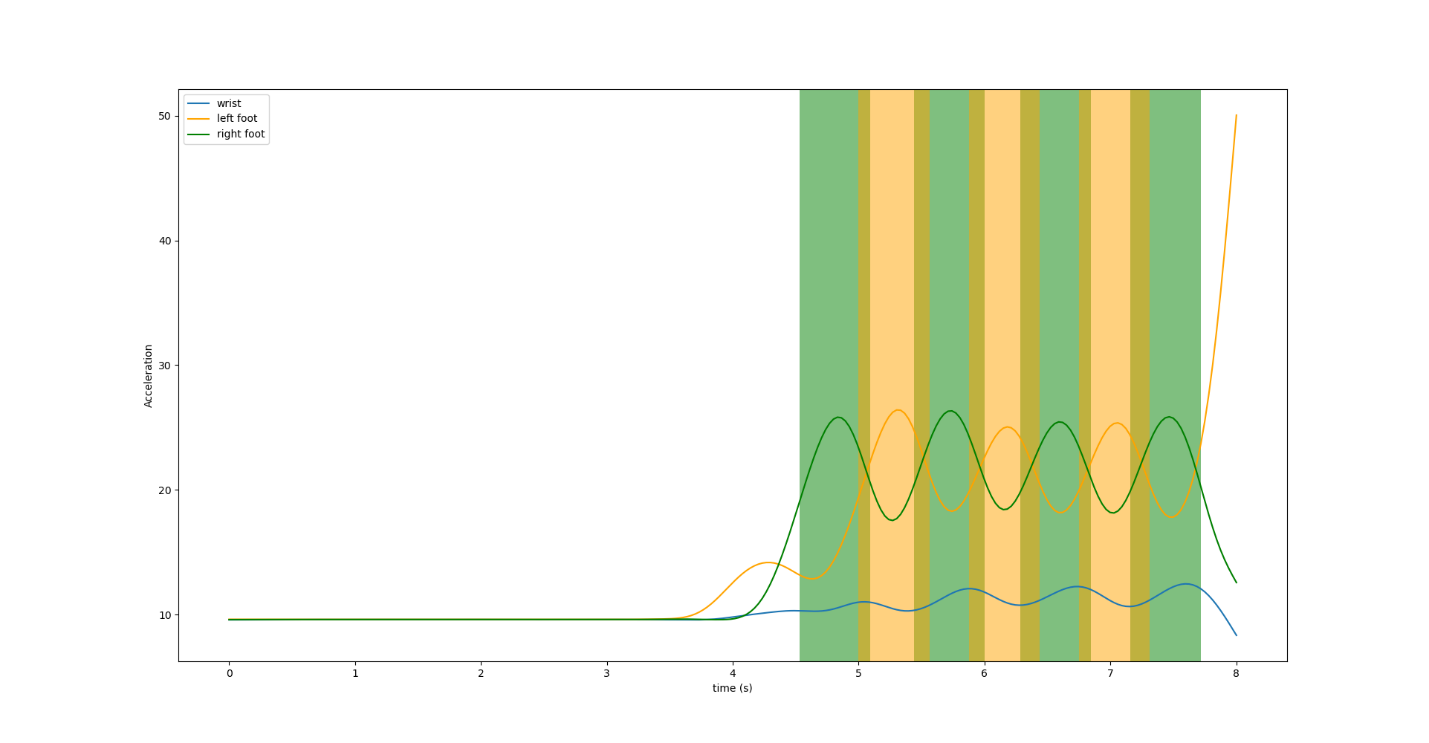 wrist
left foot
right foot
50
40
30
20
10
Acceleration
0 1 2 3 4 5 6 7 8
time (s)